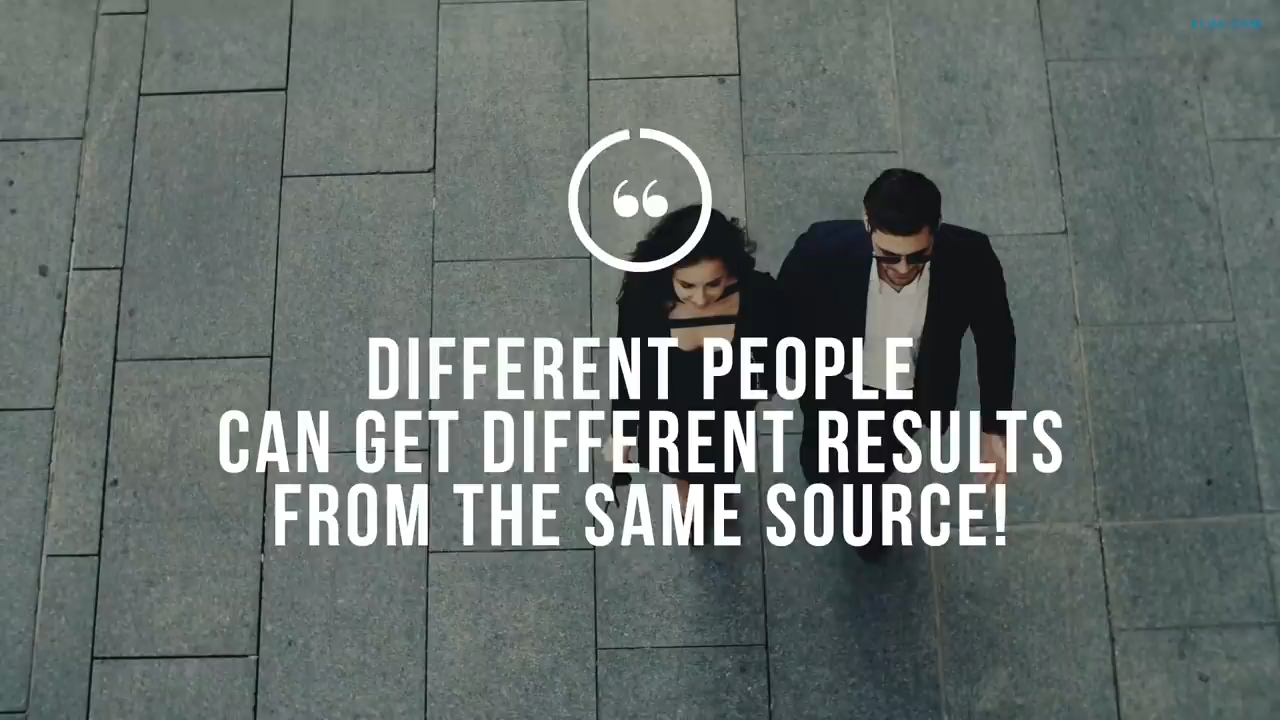 “
DIFFERENT PEOPLE
CAN GET DIFFERENT RESULTS
FROM THE SAME SOURCE!